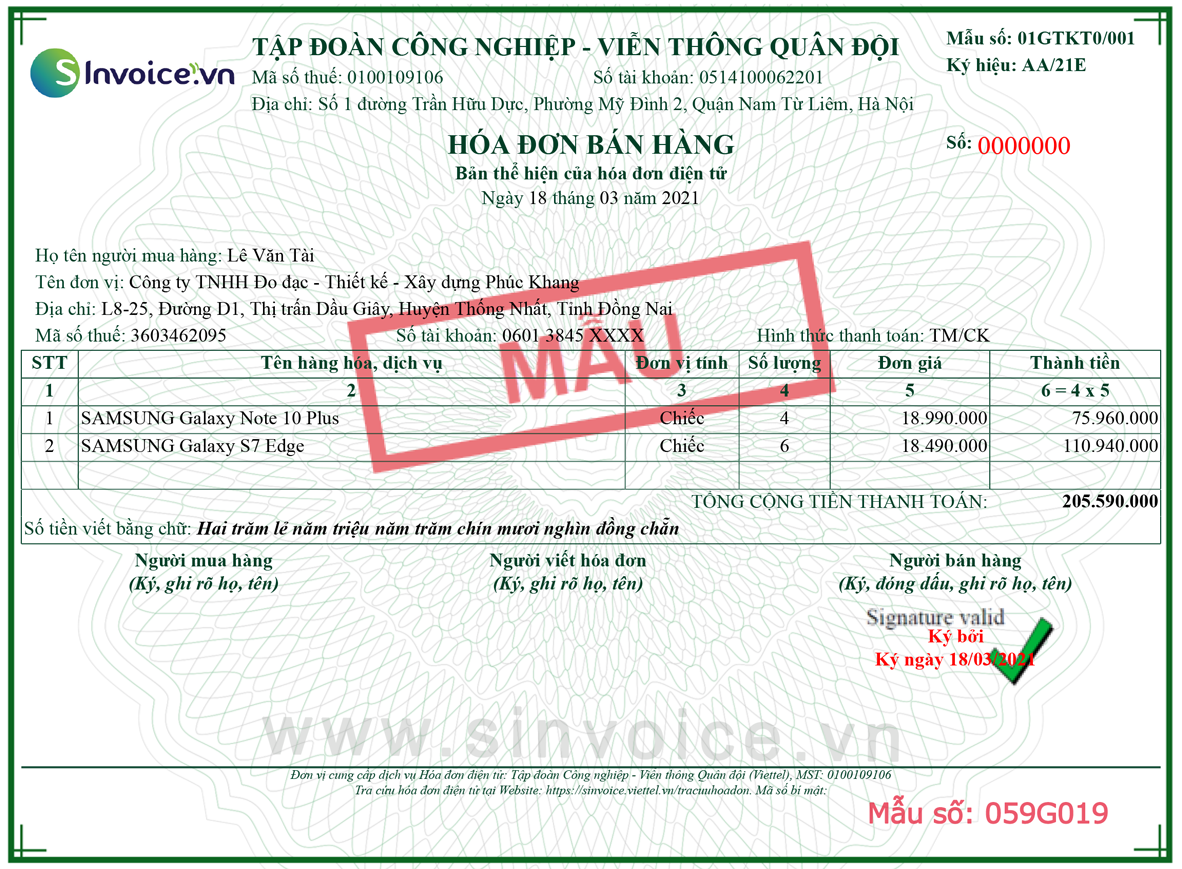 TẬP ĐOÀN CÔNG NGHIỆP - VIỄN THÔNG QUÂN ĐỘI
Mẫu số: 01GTKT0/001
SInvoice.vn
Mã số thuế: 0100109106 Số tài khoản: 0514100062201
Ký hiệu: AA/21E
Địa chỉ: Số 1 đường Trần Hữu Dực, Phường Mỹ Đình 2, Quận Nam Từ Liêm, Hà Nội
HÓA ĐƠN BÁN HÀNG
Số: 0000000
Bản thể hiện của hóa đơn điện tử
Ngày 18 tháng 03 năm 2021
Họ tên người mua hàng: Lê Văn Tài
Tên đơn vị: Công ty TNHH Đo đạc - Thiết kế - Xây dựng Phúc Khang
Địa chỉ: L8-25, Đường D1, Thị trấn Dầu Giây, Huyện Thống Nhất, Tỉnh Đồng Nai
Mã số thuế: 3603462095 Số tài khoản: 0601 3845 XXXX Hình thức thanh toán: TM/CK
MẪU
STT Tên hàng hóa, dịch vụ Đơn vị tính Số lượng Đơn giá Thành tiền
1 2 3 4 5 6 = 4 x 5
1 SAMSUNG Galaxy Note 10 Plus Chiếc 4 18.990.000 75.960.000
2 SAMSUNG Galaxy S7 Edge Chiếc 6 18.490.000 110.940.000
TỔNG CỘNG TIỀN THANH TOÁN: 205.590.000
Số tiền viết bằng chữ: Hai trăm lẻ năm triệu năm trăm chín mươi nghìn đồng chẵn
Người mua hàng Người viết hóa đơn Người bán hàng
(Ký, ghi rõ họ, tên) (Ký, ghi rõ họ, tên) (Ký, đóng dấu, ghi rõ họ, tên)
Signature valid
Ký bởi
Ký ngày 18/03/2021
www.sinvoice.vn
Đơn vị cung cấp dịch vụ Hóa đơn điện tử: Tập đoàn Công nghiệp - Viễn thông Quân đội (Viettel), MST: 0100109106
Tra cứu hóa đơn điện tử tại Website: https://sinvoice.viettel.vn/tracuuhoadon. Mã số bí mật:
Mẫu số: 059G019